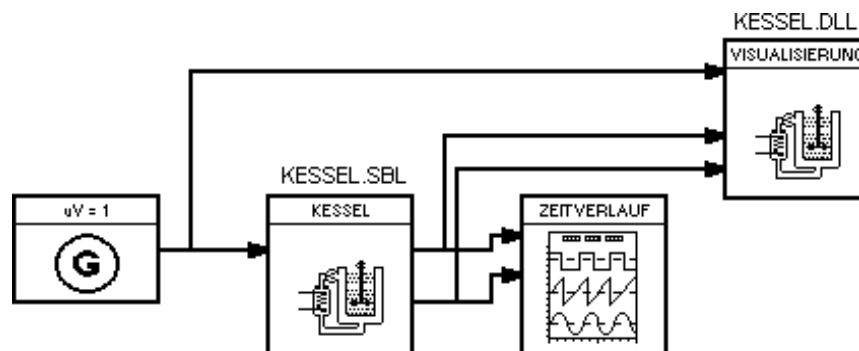 KESSEL.DLL
VISUALISIERUNG
KESSEL.SBL
uV = 1
KESSEL
ZEITVERLAUF
G